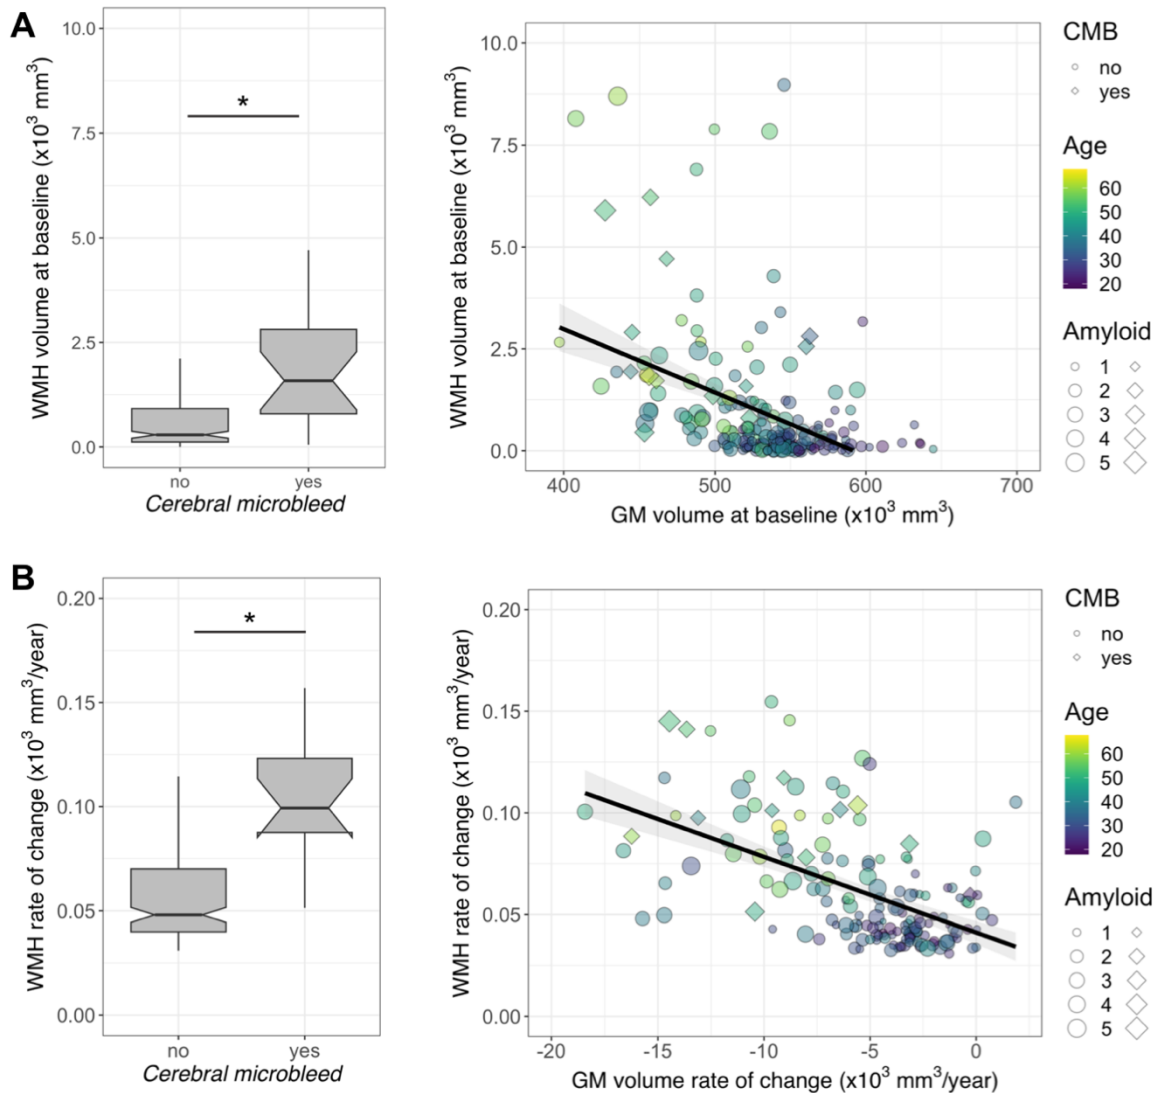 A
WMH volume at baseline (x10³ mm³)
10.0
7.5
5.0
2.5
0.0
*
no yes
Cerebral microbleed
WMH volume at baseline (x10³ mm³)
10.0
7.5
5.0
2.5
0.0
400 500 600 700
GM volume at baseline (x10³ mm³)
CMB
no
yes
Age
60
50
40
30
20
Amyloid
1
2
3
4
5
B
WMH rate of change (x10³ mm³/year)
0.20
0.15
0.10
0.05
0.00
*
no yes
Cerebral microbleed
WMH rate of change (x10³ mm³/year)
0.20
0.15
0.10
0.05
0.00
-20 -15 -10 -5 0
GM volume rate of change (x10³ mm³/year)
CMB
no
yes
Age
60
50
40
30
20
Amyloid
1
2
3
4
5